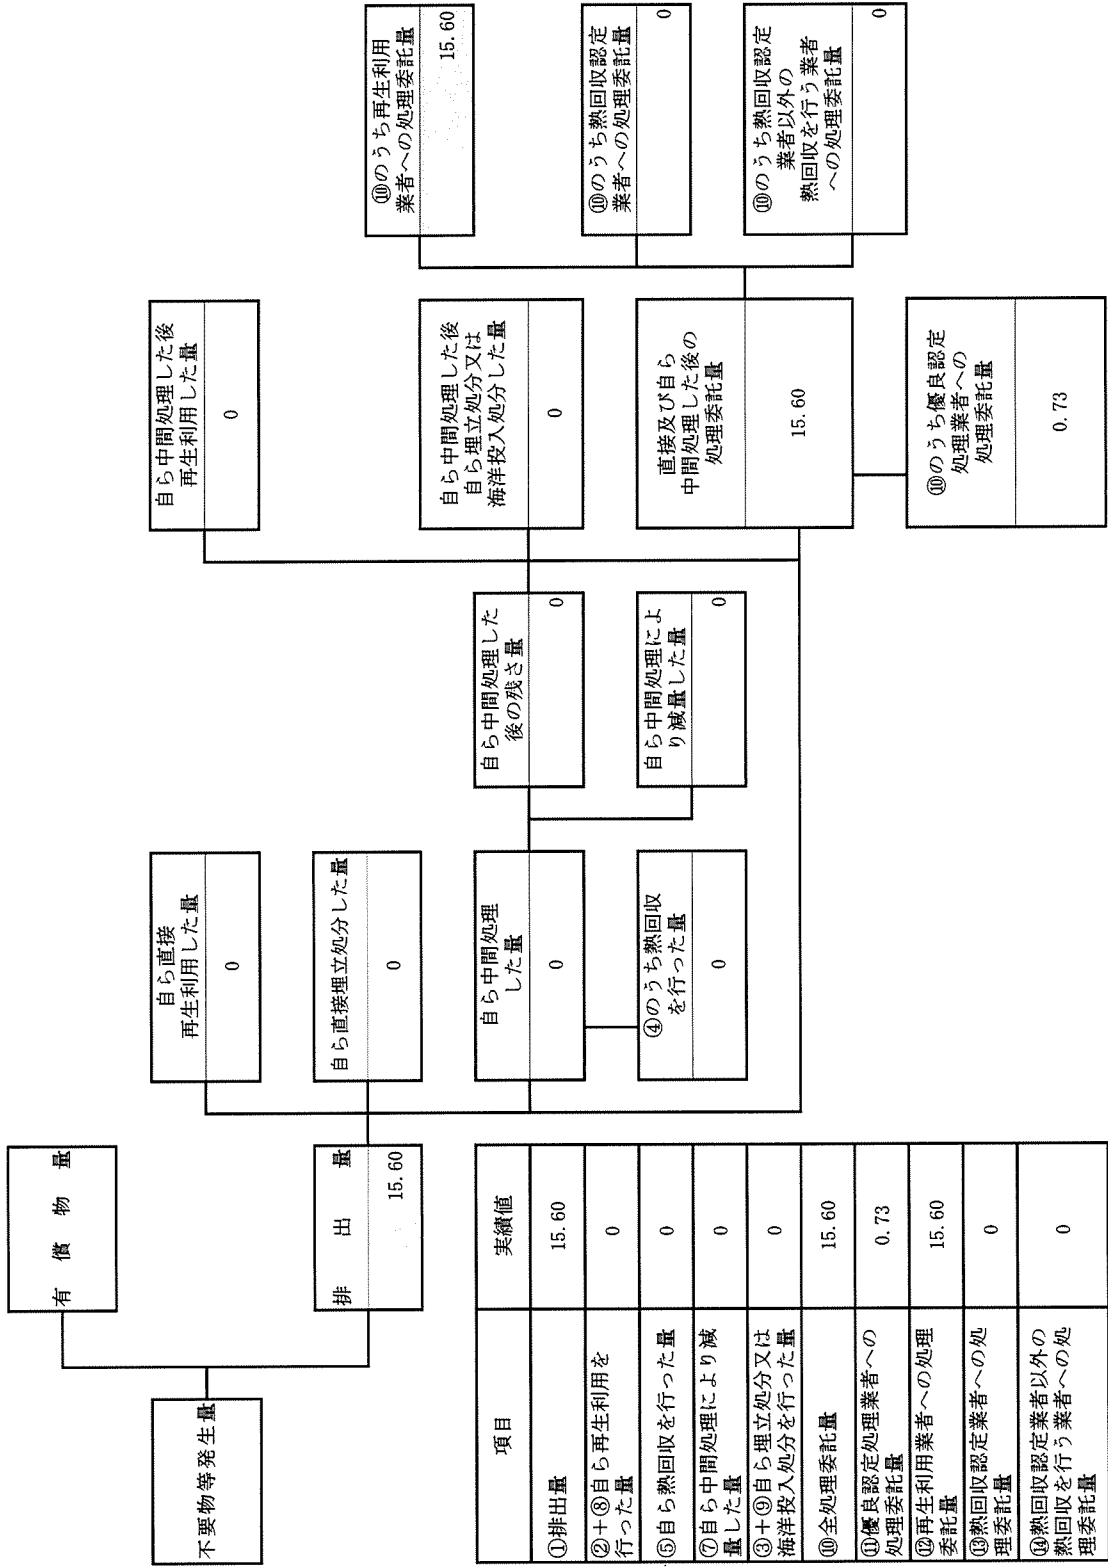 不要物等発生量
有償物量
排出量
15.60
自ら直接
再生利用した量
0
自ら直接埋立処分した量
0
自ら中間処理
した量
0
④のうち熱回収
を行った量
0
自ら中間処理した
後の残さ量
0
自ら中間処理によ
り減量した量
0
自ら中間処理した後
再生利用した量
0
自ら中間処理した後
自ら埋立処分又は
海洋投入処分した量
0
直接及び自ら
中間処理した後の
処理委託量
15.60
⑩のうち優良認定
処理業者への
処理委託量
0.73
⑩のうち再生利用
業者への処理委託量
15.60
⑩のうち熱回収認定
業者への処理委託量
0
⑩のうち熱回収認定
業者以外の
熱回収を行う業者
への処理委託量
0
項目 実績値
①排出量 15.60
②+⑧自ら再生利用を
行った量 0
⑤自ら熱回収を行った量 0
⑦自ら中間処理により減
量した量 0
③+⑨自ら埋立処分又は
海洋投入処分を行った量 0
⑩全処理委託量 15.60
⑪優良認定処理業者への
処理委託量 0.73
⑫再生利用業者への処理
委託量 15.60
⑬熱回収認定業者への処
理委託量 0
⑭熱回収認定業者以外の
熱回収を行う業者への処
理委託量 0